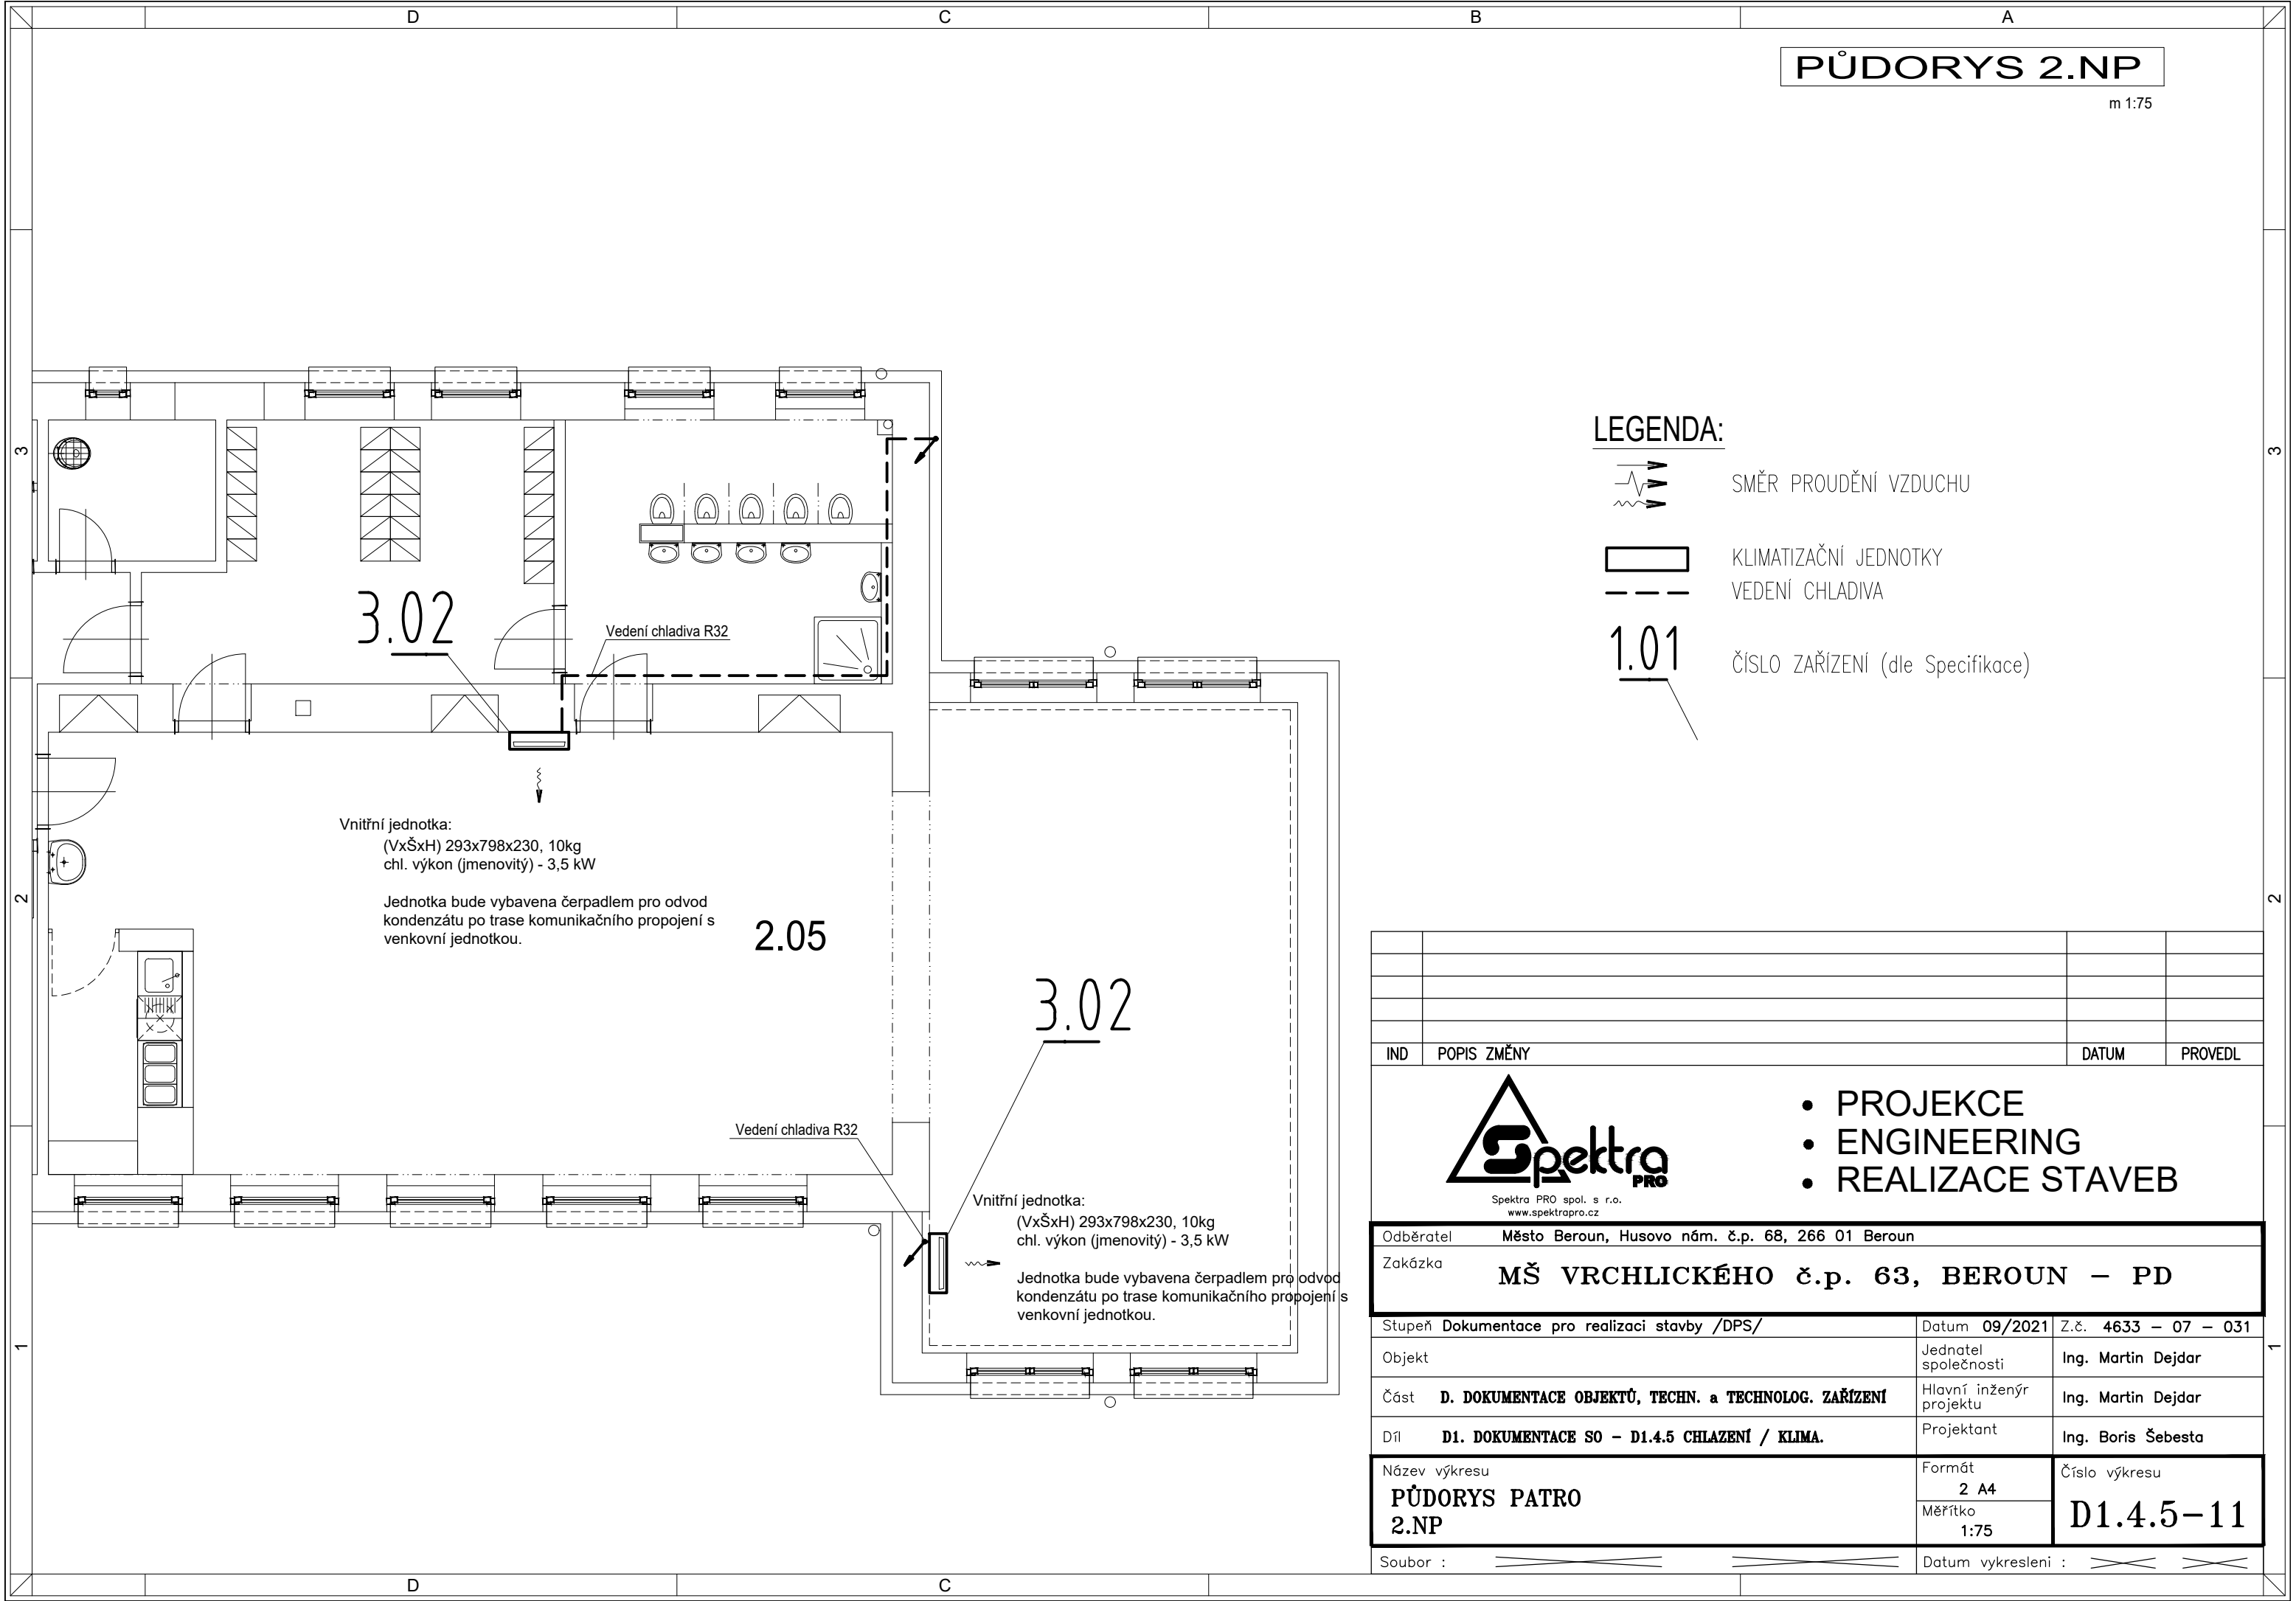 D
C
B
A
PŮDORYS 2.NP
m 1:75
3
3
LEGENDA:
SMĚR PROUDĚNÍ VZDUCHU
KLIMATIZAČNÍ JEDNOTKY
VEDENÍ CHLADIVA
1.01
ČÍSLO ZAŘÍZENÍ (dle Specifikace)
3.02
Vedení chladiva R32
Vnitřní jednotka:
(VxŠxH) 293x798x230, 10kg
chl. výkon (jmenovitý) - 3,5 kW
Jednotka bude vybavena čerpadlem pro odvod
kondenzátu po trase komunikačního propojení s
venkovní jednotkou.
2
2
2.05
3.02
Vedení chladiva R32
Vnitřní jednotka:
(VxŠxH) 293x798x230, 10kg
chl. výkon (jmenovitý) - 3,5 kW
Jednotka bude vybavena čerpadlem pro odvod
kondenzátu po trase komunikačního propojení s
venkovní jednotkou.
1
1
IND POPIS ZMĚNY DATUM PROVEDL
Spektra
PRO
Spektra PRO spol. s r.o.
www.spektrapro.cz
• PROJEKCE
• ENGINEERING
• REALIZACE STAVEB
Odběratel Město Beroun, Husovo nám. č.p. 68, 266 01 Beroun
Zakázka MŠ VRCHLICKÉHO č.p. 63, BEROUN – PD
Stupeň Dokumentace pro realizaci stavby /DPS/ Datum 09/2021 Z.č. 4633 – 07 – 031
Objekt
Jednatel
společnosti
Ing. Martin Dejdar
Část D. DOKUMENTACE OBJEKTŮ, TECHN. a TECHNOLOG. ZAŘÍZENÍ
Hlavní inženýr
projektu
Ing. Martin Dejdar
Díl D1. DOKUMENTACE SO – D1.4.5 CHLAZENÍ / KLIMA.
Projektant
Ing. Boris Šebesta
Název výkresu
PŮDORYS PATRO
2.NP
Formát
2 A4
Měřítko
1:75
Číslo výkresu
D1.4.5–11
Soubor :
Datum vykresleni :
D
C